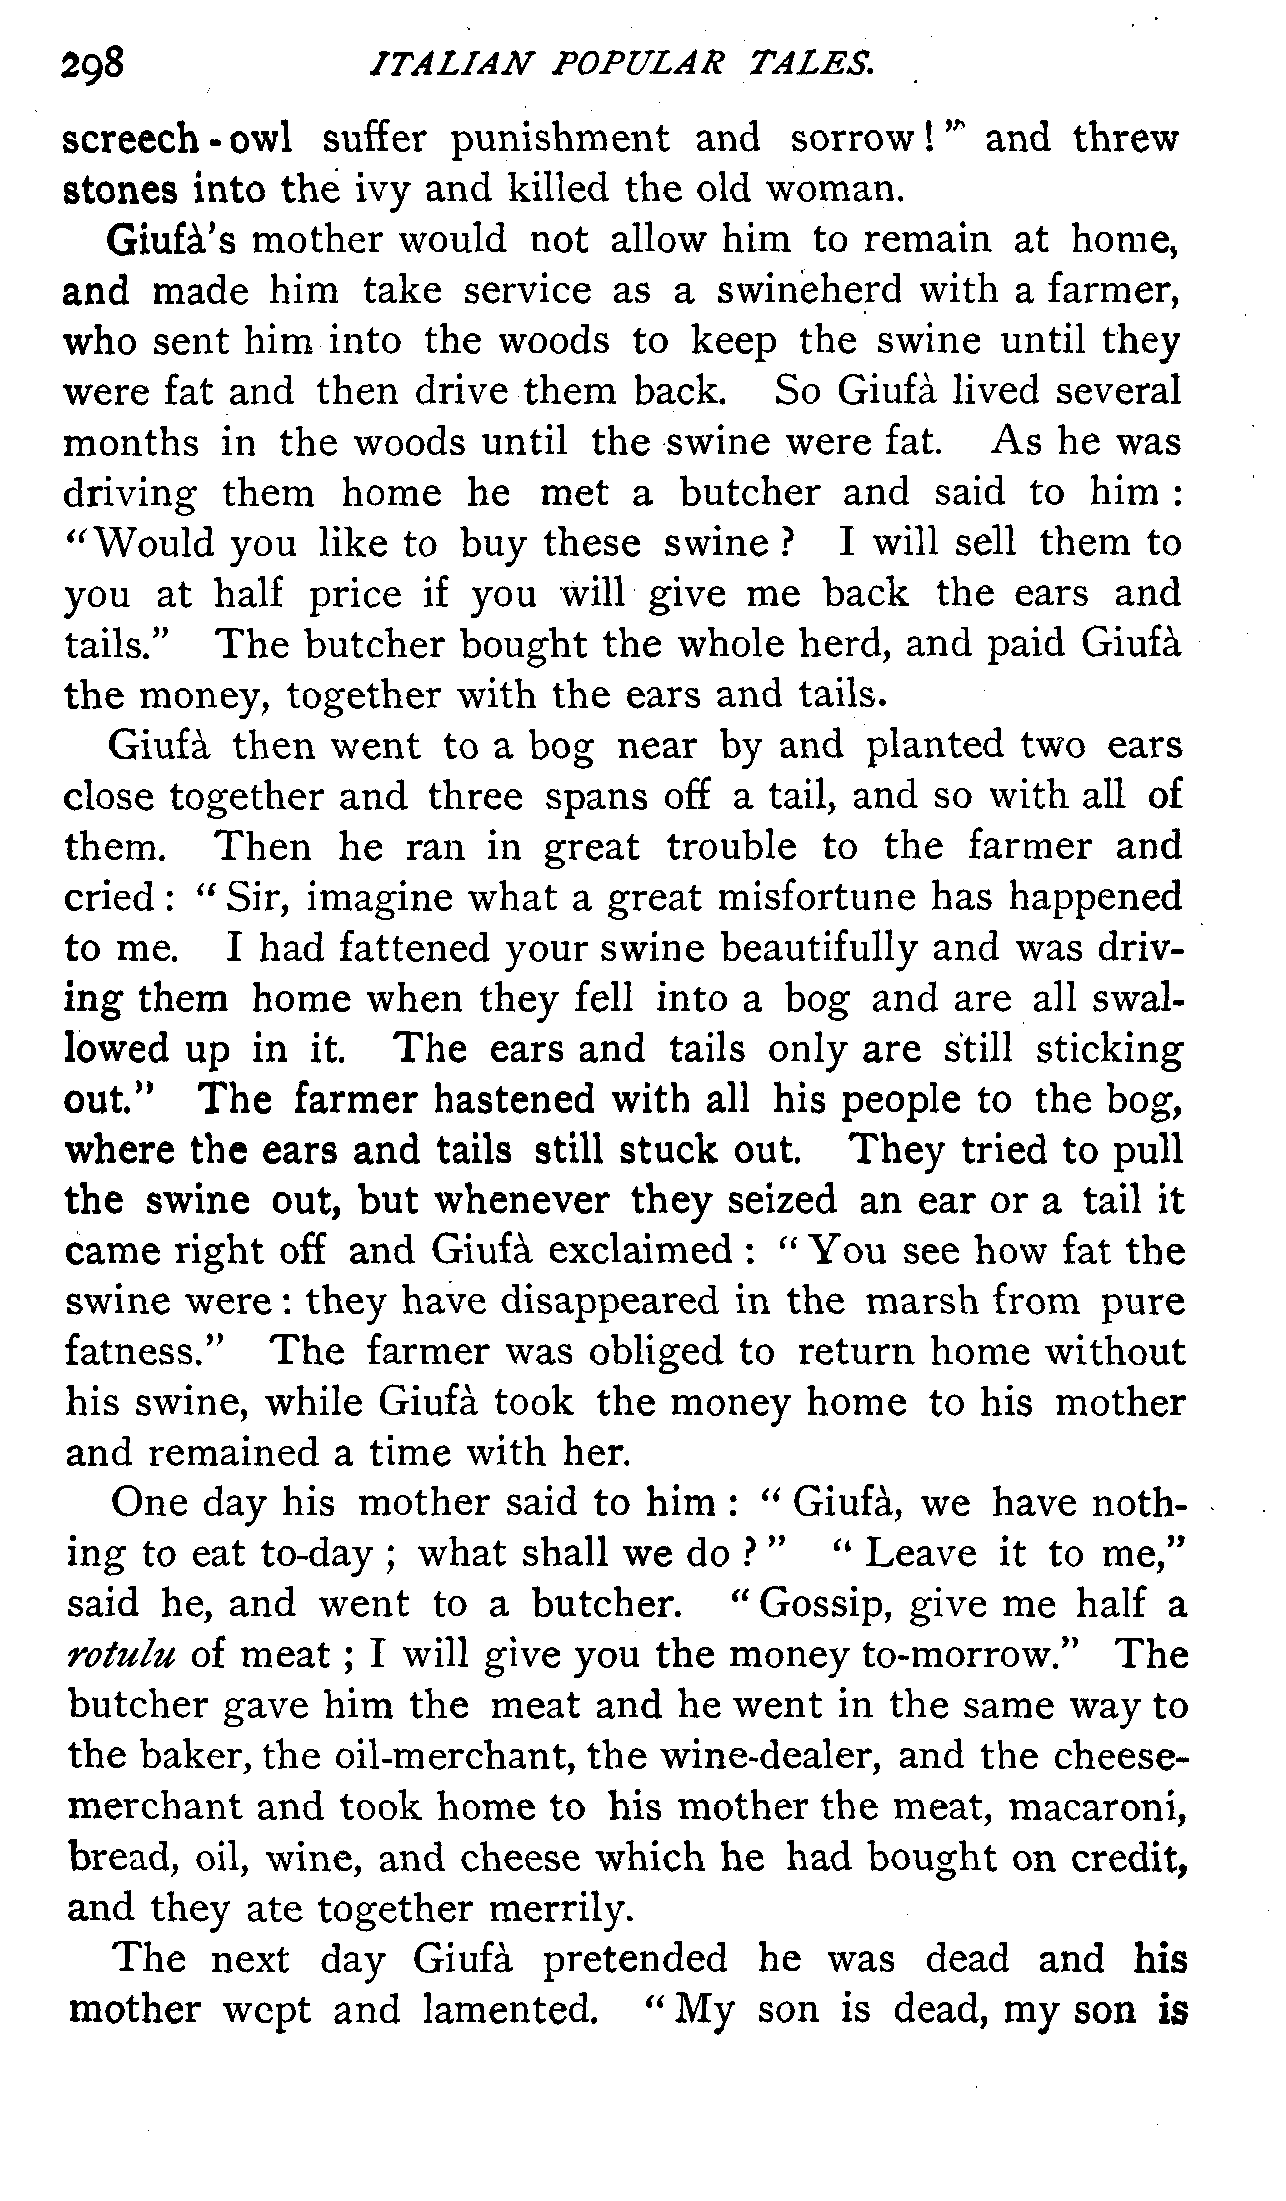 298 ITALIAN POPULAR TALES.
screech-owl suffer punishment and sorrow!" and threw
stones into the ivy and killed the old woman.
Giufà's mother would not allow him to remain at home,
and made him take service as a swineherd with a farmer,
who sent him into the woods to keep the swine until they
were fat and then drive them back. So Giufà lived several
months in the woods until the swine were fat. As he was
driving them home he met a butcher and said to him :
"Would you like to buy these swine ? I will sell them to
you at half price if you will give me back the ears and
tails." The butcher bought the whole herd, and paid Giufà
the money, together with the ears and tails.
Giufà then went to a bog near by and planted two ears
close together and three spans off a tail, and so with all of
them. Then he ran in great trouble to the farmer and
cried : " Sir, imagine what a great misfortune has happened
to me. I had fattened your swine beautifully and was driv-
ing them home when they fell into a bog and are all swal-
lowed up in it. The ears and tails only are still sticking
out." The farmer hastened with all his people to the bog,
where the ears and tails still stuck out. They tried to pull
the swine out, but whenever they seized an ear or a tail it
came right off and Giufà exclaimed : " You see how fat the
swine were : they have disappeared in the marsh from pure
fatness." The farmer was obliged to return home without
his swine, while Giufà took the money home to his mother
and remained a time with her.
One day his mother said to him : " Giufà, we have noth-
ing to eat to-day ; what shall we do ? " " Leave it to me,"
said he, and went to a butcher. " Gossip, give me half a
rotulu of meat ; I will give you the money to-morrow." The
butcher gave him the meat and he went in the same way to
the baker, the oil-merchant, the wine-dealer, and the cheese-
merchant and took home to his mother the meat, macaroni,
bread, oil, wine, and cheese which he had bought on credit,
and they ate together merrily.
The next day Giufà pretended he was dead and his
mother wept and lamented. " My son is dead, my son is